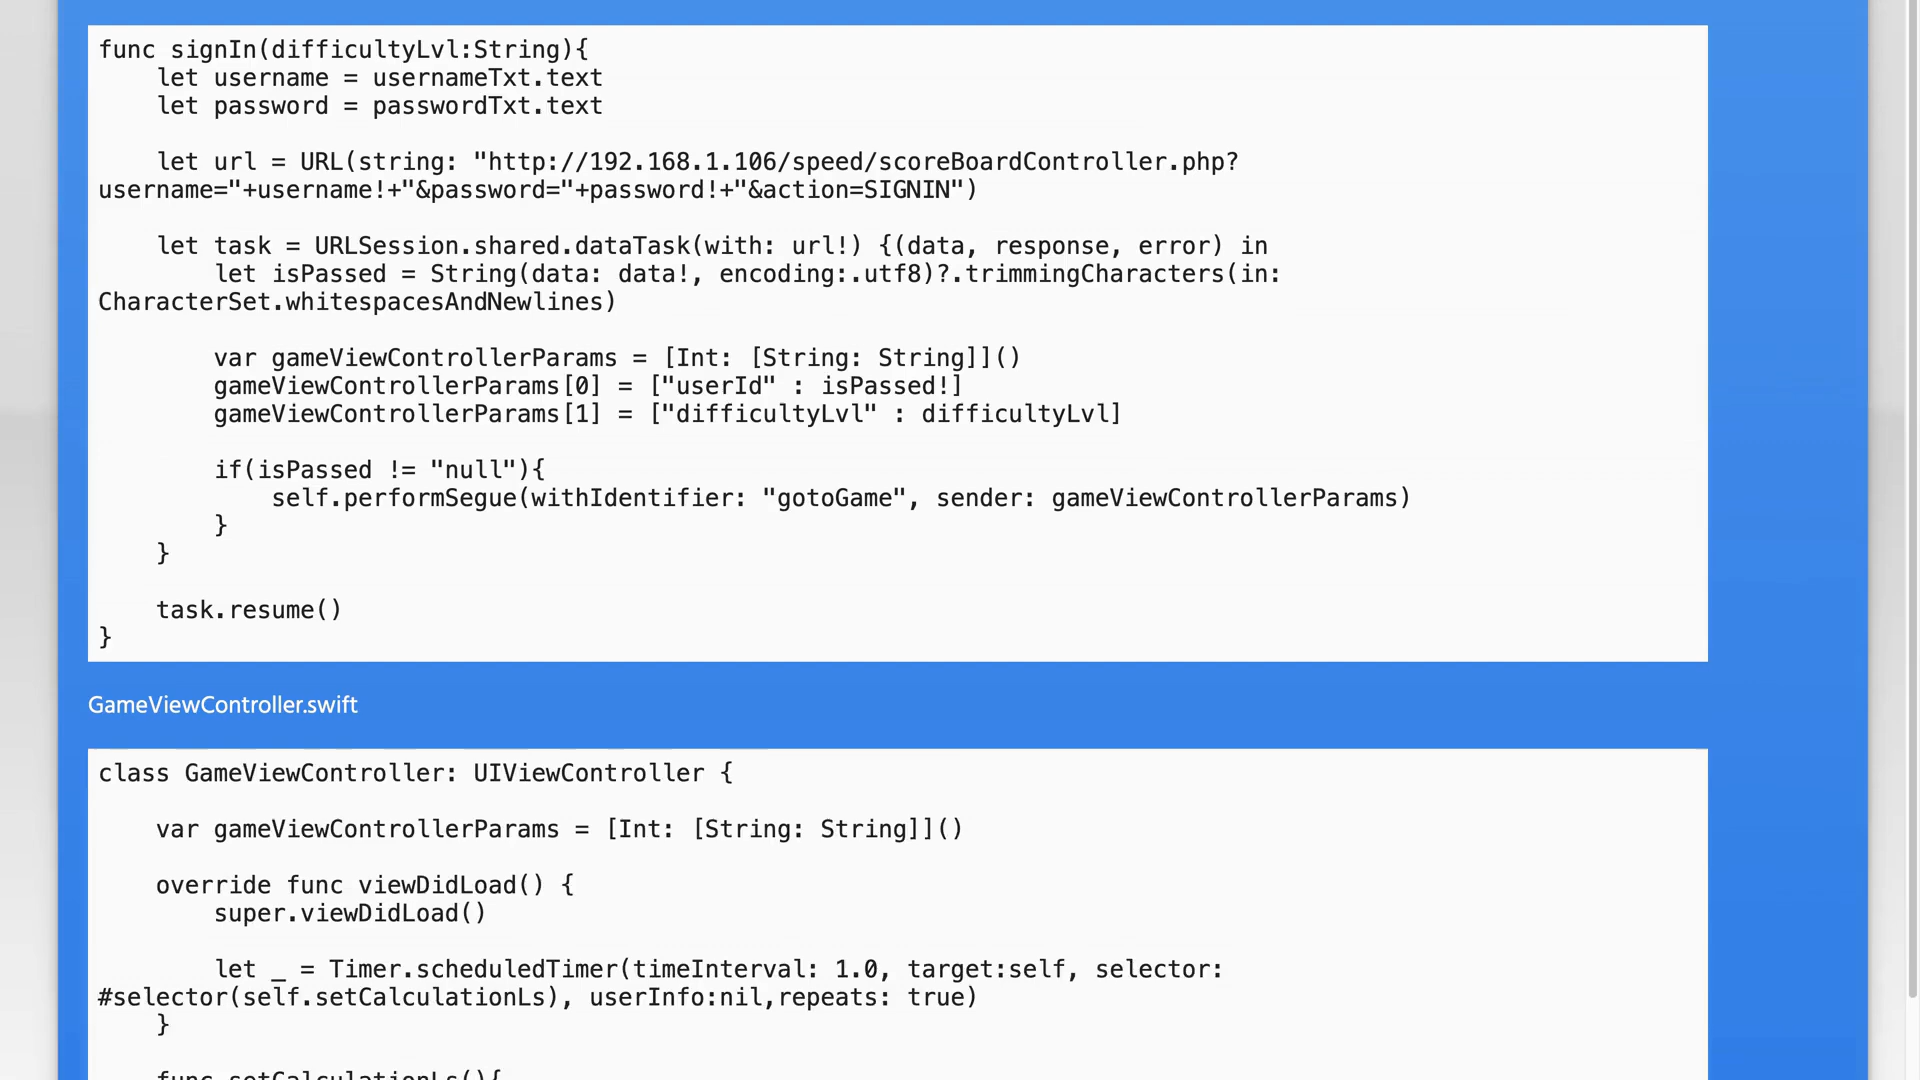 func signIn(difficultyLvl:String){
    let username = usernameTxt.text
    let password = passwordTxt.text
    let url = URL(string: "http://192.168.1.106/speed/scoreBoardController.php?
username="+username!+"&password="+password!+"&action=SIGNIN")
    let task = URLSession.shared.dataTask(with: url!) {(data, response, error) in
        let isPassed = String(data: data!, encoding:.utf8)?.trimmingCharacters(in:
CharacterSet.whitespacesAndNewlines)
        var gameViewControllerParams = [Int: [String: String]]()
        gameViewControllerParams[0] = ["userId" : isPassed!]
        gameViewControllerParams[1] = ["difficultyLvl" : difficultyLvl]
        if(isPassed != "null"){
            self.performSegue(withIdentifier: "gotoGame", sender: gameViewControllerParams)
        }
    }
    task.resume()
}
GameViewController.swift
class GameViewController: UIViewController {
    var gameViewControllerParams = [Int: [String: String]]()
    override func viewDidLoad() {
        super.viewDidLoad()
        let _ = Timer.scheduledTimer(timeInterval: 1.0, target:self, selector:
#selector(self.setCalculationLs), userInfo:nil,repeats: true)
    }
    func setCalculationLs(){